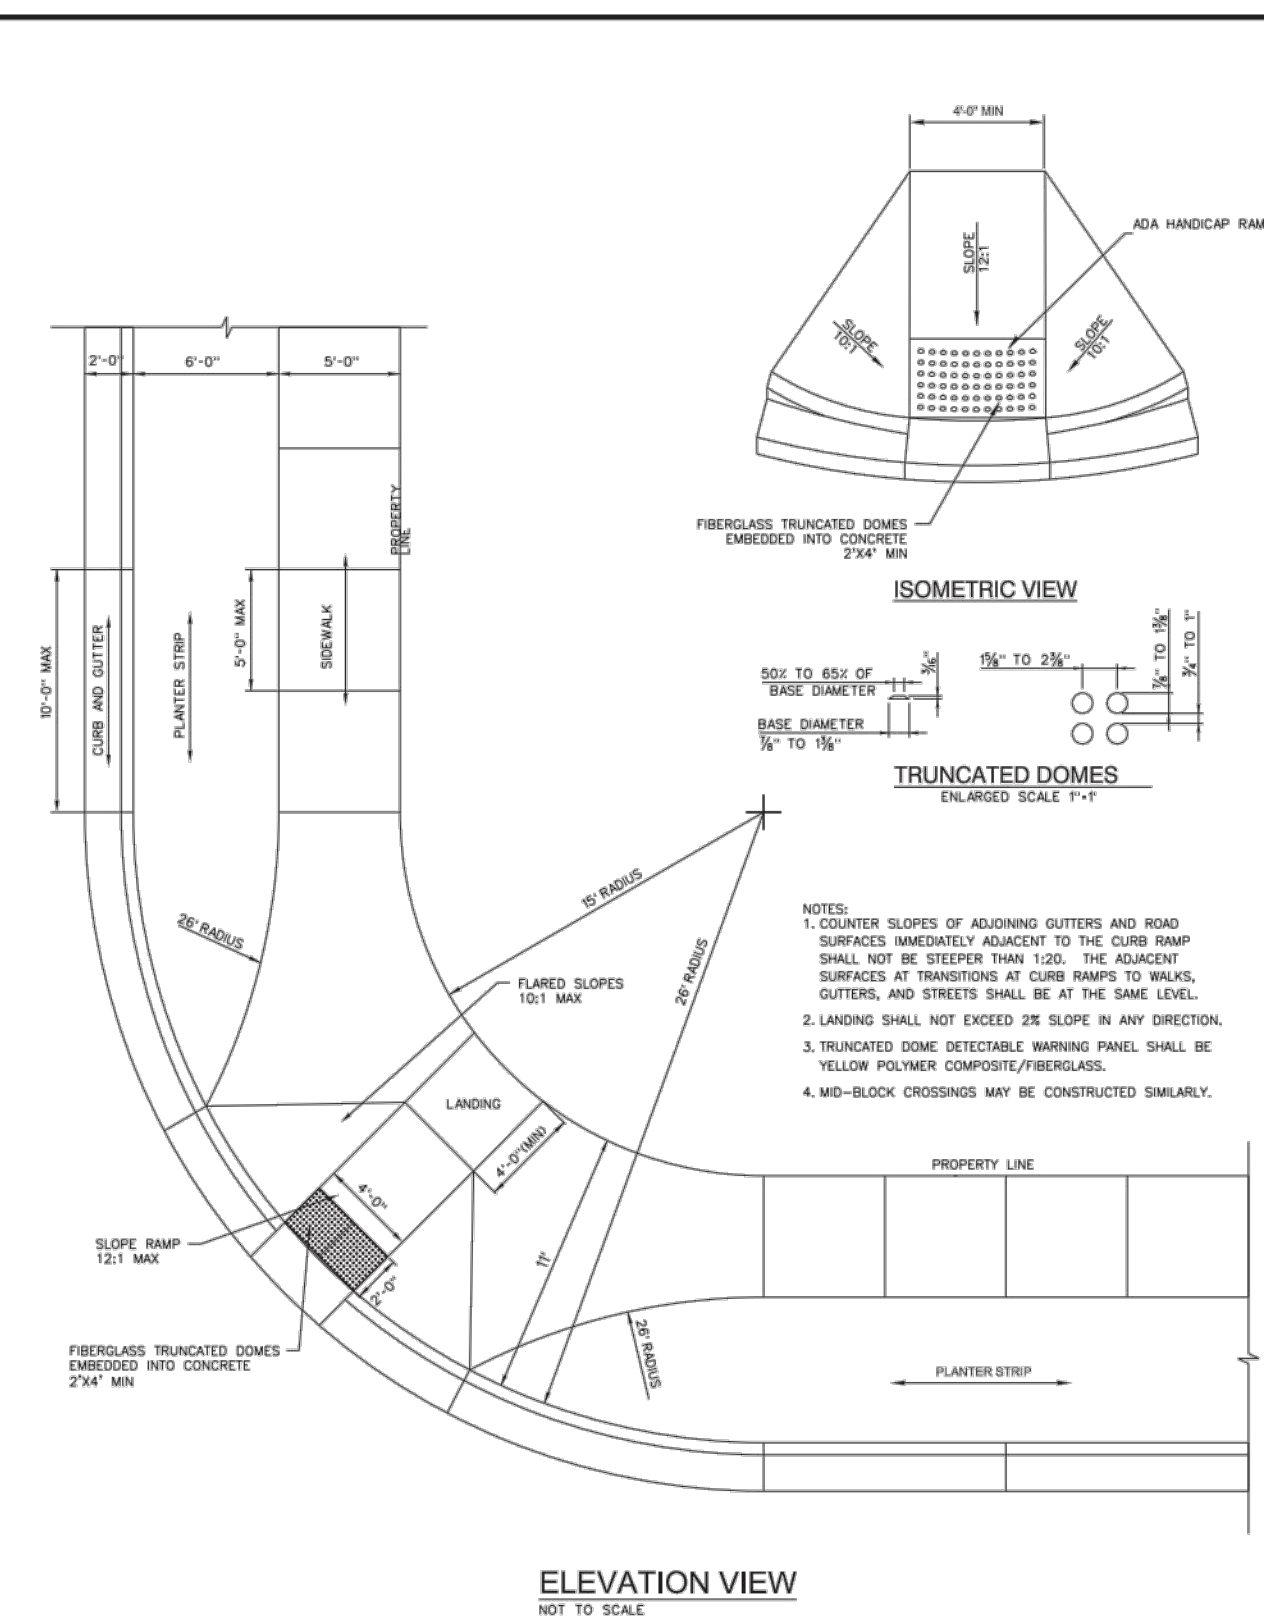 4'-0" MIN
ADA HANDICAP RAM
SLOPE
12:1
SLOPE
10:1
SLOPE
10:1
FIBERGLASS TRUNCATED DOMES
EMBEDDED INTO CONCRETE
2'X4' MIN
ISOMETRIC VIEW
2'-0"
6'-0"
5'-0"
PROPERTY
LINE
10'-0" MAX
CURB AND GUTTER
PLANTER STRIP
5'-0" MAX
SIDEWALK
50% TO 65% OF
BASE DIAMETER
3/16"
BASE DIAMETER
7/8" TO 1 3/8"
1 5/8" TO 2 3/8"
7/8" TO 1 3/8"
3/4" TO 1"
TRUNCATED DOMES
ENLARGED SCALE 1"=1'
15' RADIUS
26' RADIUS
26' RADIUS
FLARED SLOPES
10:1 MAX
NOTES:
1. COUNTER SLOPES OF ADJOINING GUTTERS AND ROAD
SURFACES IMMEDIATELY ADJACENT TO THE CURB RAMP
SHALL NOT BE STEEPER THAN 1:20. THE ADJACENT
SURFACES AT TRANSITIONS AT CURB RAMPS TO WALKS,
GUTTERS, AND STREETS SHALL BE AT THE SAME LEVEL.
2. LANDING SHALL NOT EXCEED 2% SLOPE IN ANY DIRECTION.
3. TRUNCATED DOME DETECTABLE WARNING PANEL SHALL BE
YELLOW POLYMER COMPOSITE/FIBERGLASS.
4. MID-BLOCK CROSSINGS MAY BE CONSTRUCTED SIMILARLY.
LANDING
4'-0"(MIN)
4'-0"
2'-0"
11"
PROPERTY LINE
SLOPE RAMP
12:1 MAX
FIBERGLASS TRUNCATED DOMES
EMBEDDED INTO CONCRETE
2'X4' MIN
26' RADIUS
PLANTER STRIP
ELEVATION VIEW
NOT TO SCALE